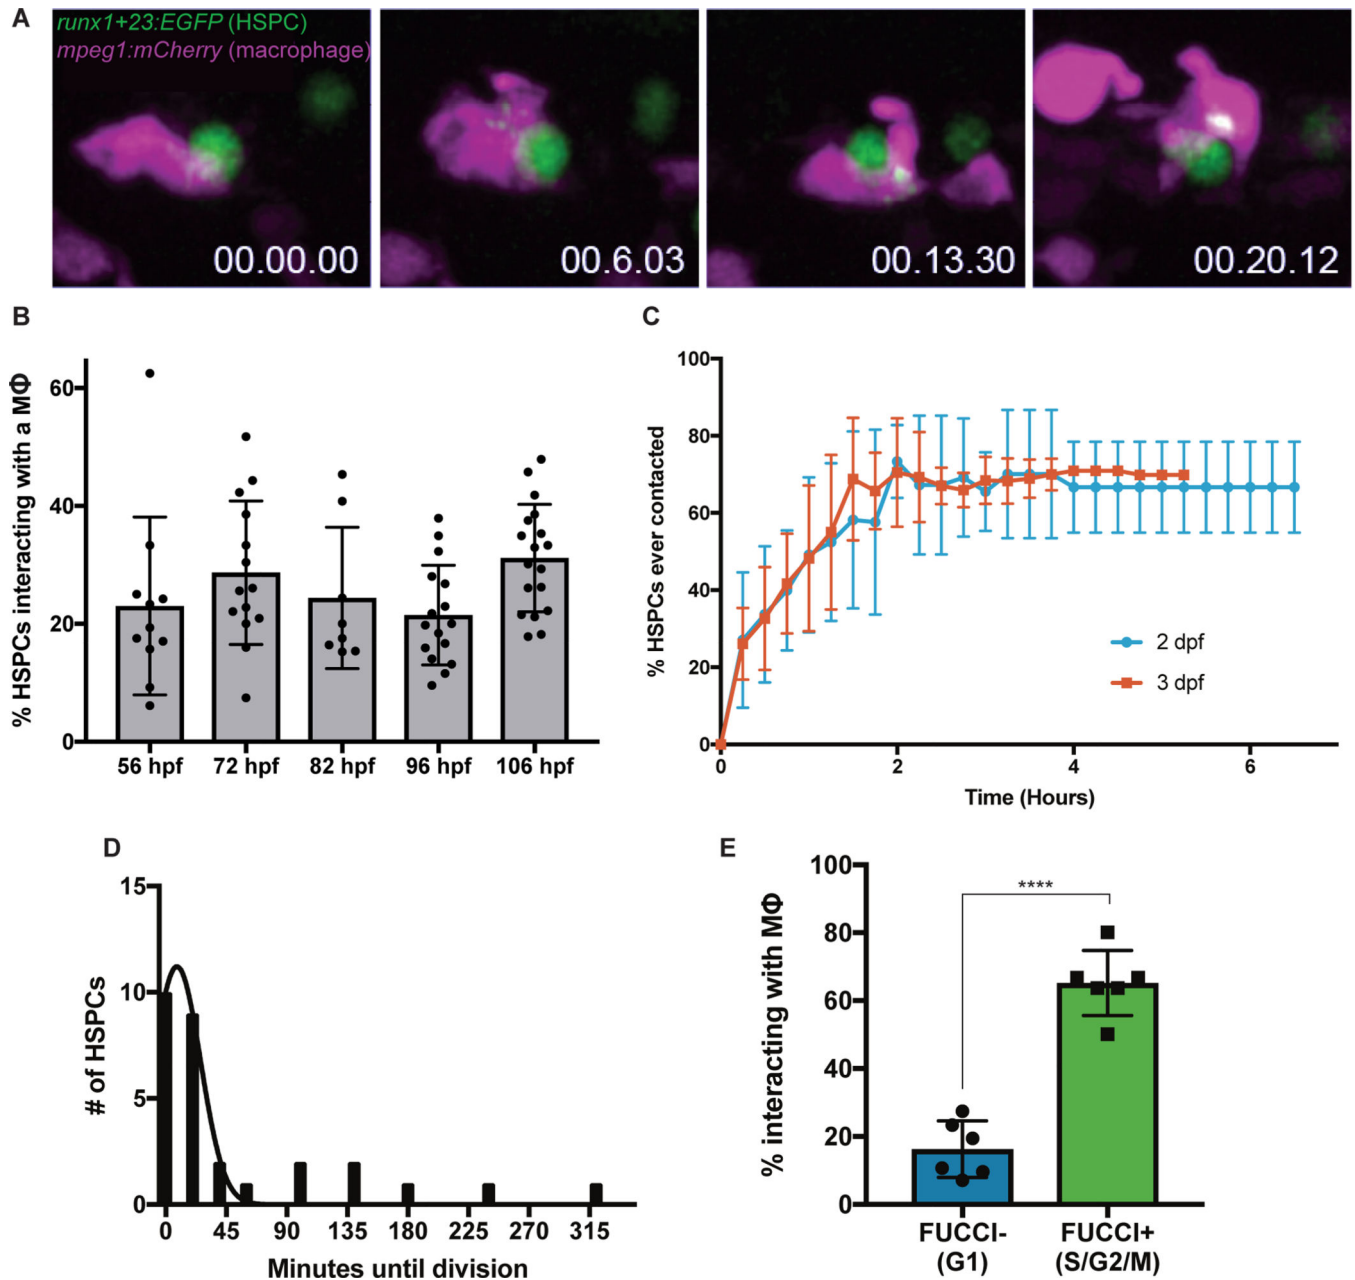 A
runx1+23:EGFP (HSPC)
mpeg1:mCherry (macrophage)
00.00.00
00.6.03
00.13.30
00.20.12
B
% HSPCs interacting with a MΦ
60
40
20
0
56 hpf
72 hpf
82 hpf
96 hpf
106 hpf
C
% HSPCs ever contacted
100
80
60
40
20
0
2 dpf
3 dpf
0
2
4
6
Time (Hours)
D
# of HSPCs
15
10
5
0
0
45
90
135
180
225
270
315
Minutes until division
E
% interacting with MΦ
100
80
60
40
20
0
****
FUCCI-
(G1)
FUCCI+
(S/G2/M)